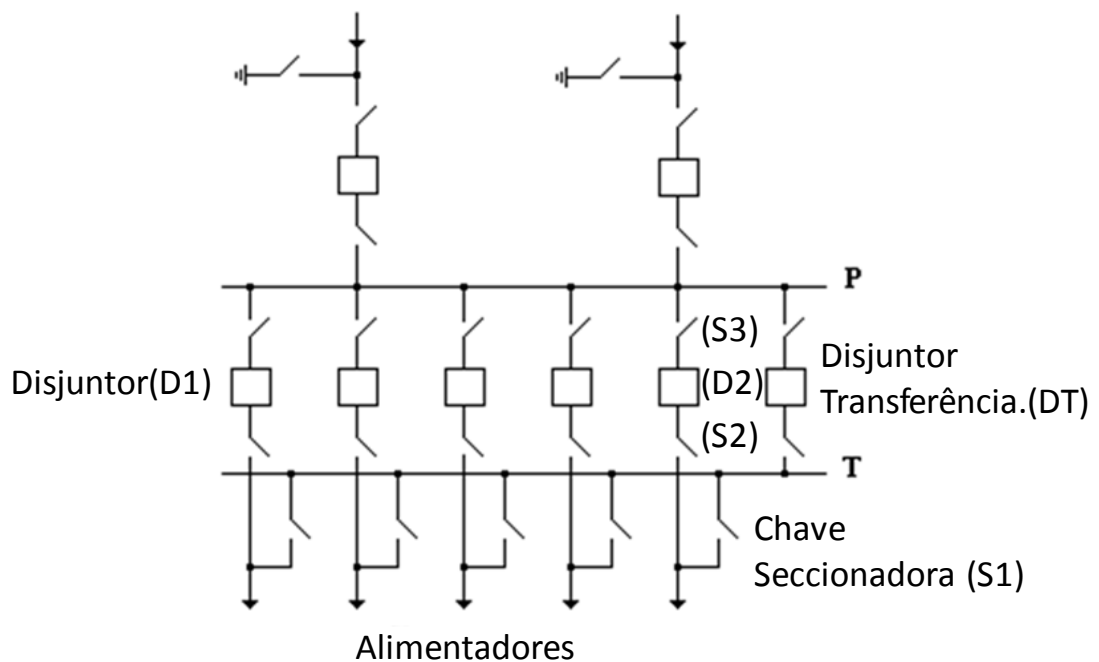 P
(S3)
Disjuntor
Disjuntor(D1)
(D2)
Transferência.(DT)
(S2)
T
Chave
Seccionadora (S1)
Alimentadores